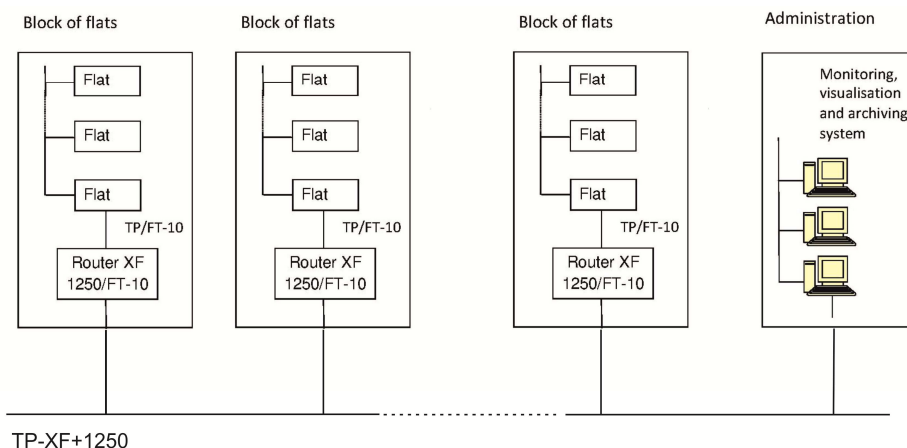 Block of flats
Flat
Flat
Flat
TP/FT-10
Router XF
1250/FT-10
Block of flats
Flat
Flat
Flat
TP/FT-10
Router XF
1250/FT-10
Block of flats
Flat
Flat
Flat
TP/FT-10
Router XF
1250/FT-10
Administration
Monitoring,
visualisation
and archiving
system
TP-XF+1250